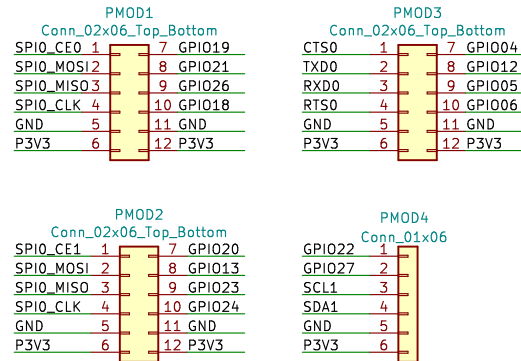 PMOD1
Conn_02x06_Top_Bottom
SPI0_CE0 1 7 GPIO19
SPI0_MOSI 2 8 GPIO21
SPI0_MISO 3 9 GPIO26
SPI0_CLK 4 10 GPIO18
GND 5 11 GND
P3V3 6 12 P3V3
PMOD3
Conn_02x06_Top_Bottom
CTS0 1 7 GPIO04
TXD0 2 8 GPIO12
RXD0 3 9 GPIO05
RTS0 4 10 GPIO06
GND 5 11 GND
P3V3 6 12 P3V3
PMOD2
Conn_02x06_Top_Bottom
SPI0_CE1 1 7 GPIO20
SPI0_MOSI 2 8 GPIO13
SPI0_MISO 3 9 GPIO23
SPI0_CLK 4 10 GPIO24
GND 5 11 GND
P3V3 6 12 P3V3
PMOD4
Conn_01x06
GPIO22 1
GPIO27 2
SCL1 3
SDA1 4
GND 5
P3V3 6